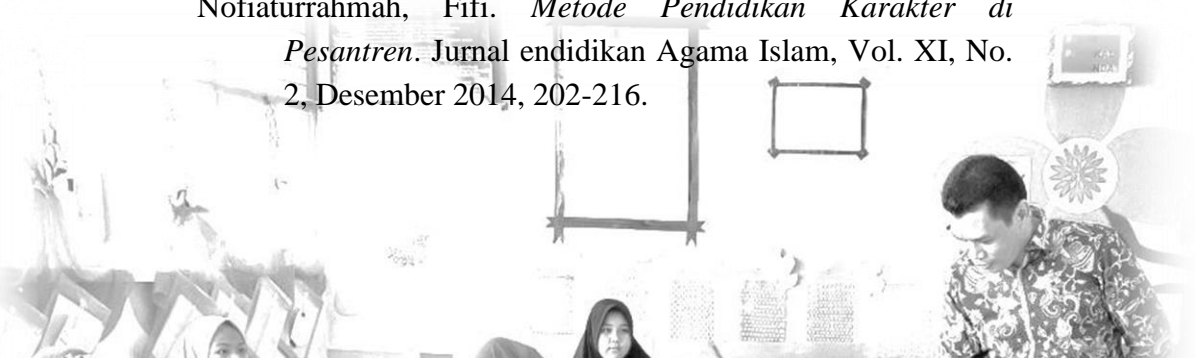 Nofiaturrahmah, Fifi. Metode Pendidikan Karakter di
Pesantren. Jurnal endidikan Agama Islam, Vol. XI, No.
2, Desember 2014, 202-216.